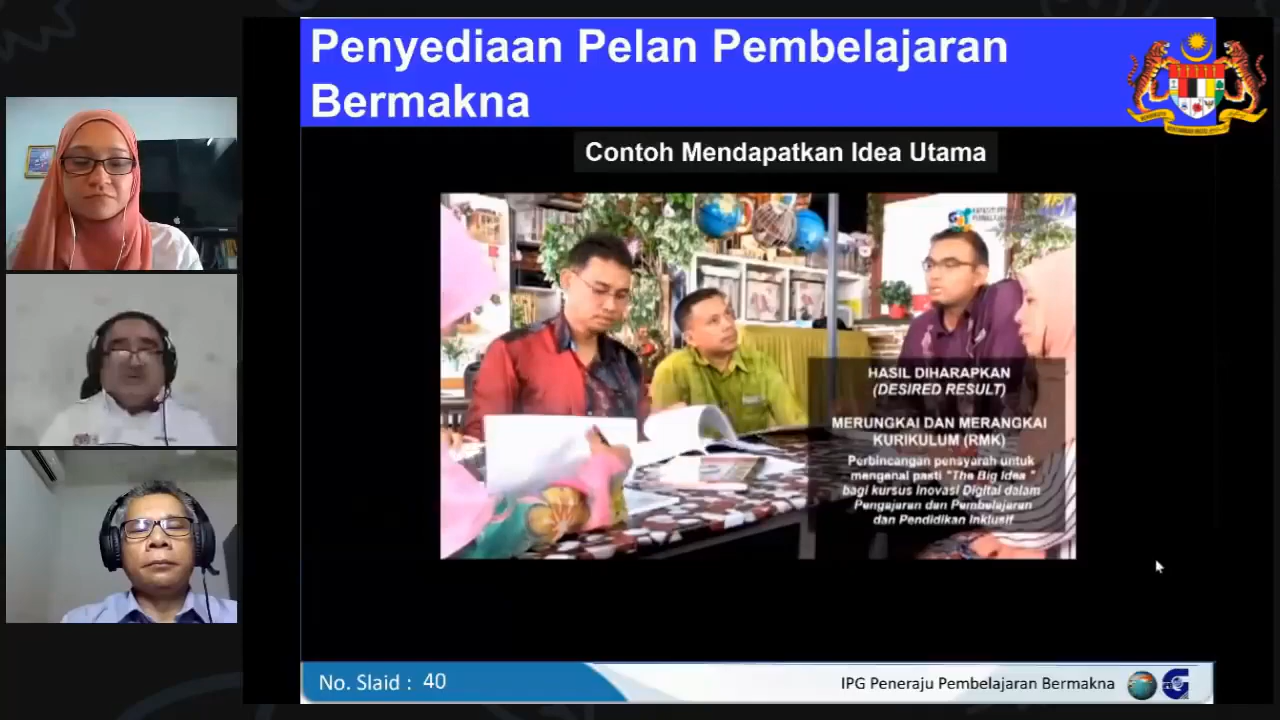 Penyediaan Pelan Pembelajaran
Bermakna
Contoh Mendapatkan Idea Utama
HASIL DIHARAPKAN
(DESIRED RESULT)
MERUNGKAI DAN MERANGKAI
KURIKULUM (RMK)
Perbincangan pensyarah untuk
mengenal pasti "The Big Idea "
bagi kursus Inovasi Digital dalam
Pengajaran dan Pembelajaran
dan Pendidikan Inklusif
No. Slaid : 40
IPG Peneraju Pembelajaran Bermakna